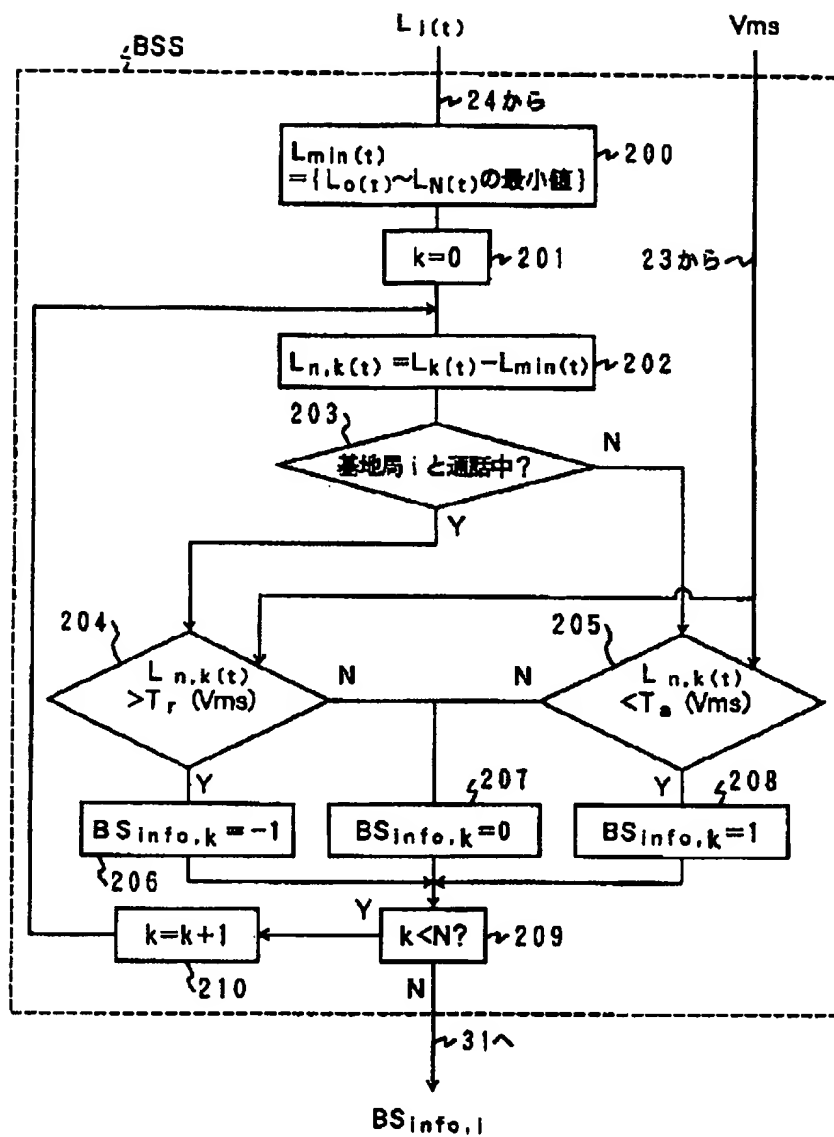 L i(t)
Vms
BSS
24から
Lmin(t)
={Lo(t)~LN(t)の最小値}
200
k=0
201
23から
Ln,k(t)=Lk(t)-Lmin(t)
202
203
基地局iと通話中?
N
Y
204
Ln,k(t)
>Tr(Vms)
N
205
Ln,k(t)
<Ta(Vms)
N
Y
207
Y
208
BSinfo,k=-1
BSinfo,k=0
BSinfo,k=1
206
Y
k=k+1
k<N?
209
210
N
31へ
BSinfo,i